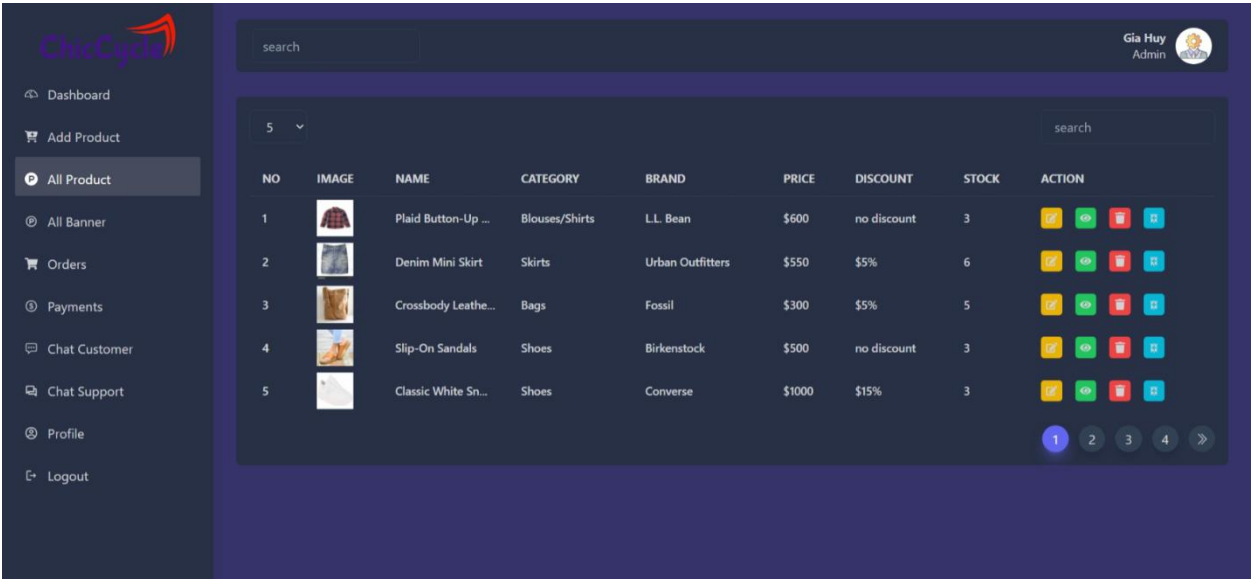 ChicCycle
Dashboard
Add Product
All Product
All Banner
Orders
Payments
Chat Customer
Chat Support
Profile
Logout
search
Gia Huy
Admin
5
search
NO IMAGE NAME CATEGORY BRAND PRICE DISCOUNT STOCK ACTION
1 Plaid Button-Up ... Blouses/Shirts L.L. Bean $600 no discount 3
2 Denim Mini Skirt Skirts Urban Outfitters $550 $5% 6
3 Crossbody Leathe... Bags Fossil $300 $5% 5
4 Slip-On Sandals Shoes Birkenstock $500 no discount 3
5 Classic White Sn... Shoes Converse $1000 $15% 3
1 2 3 4 »